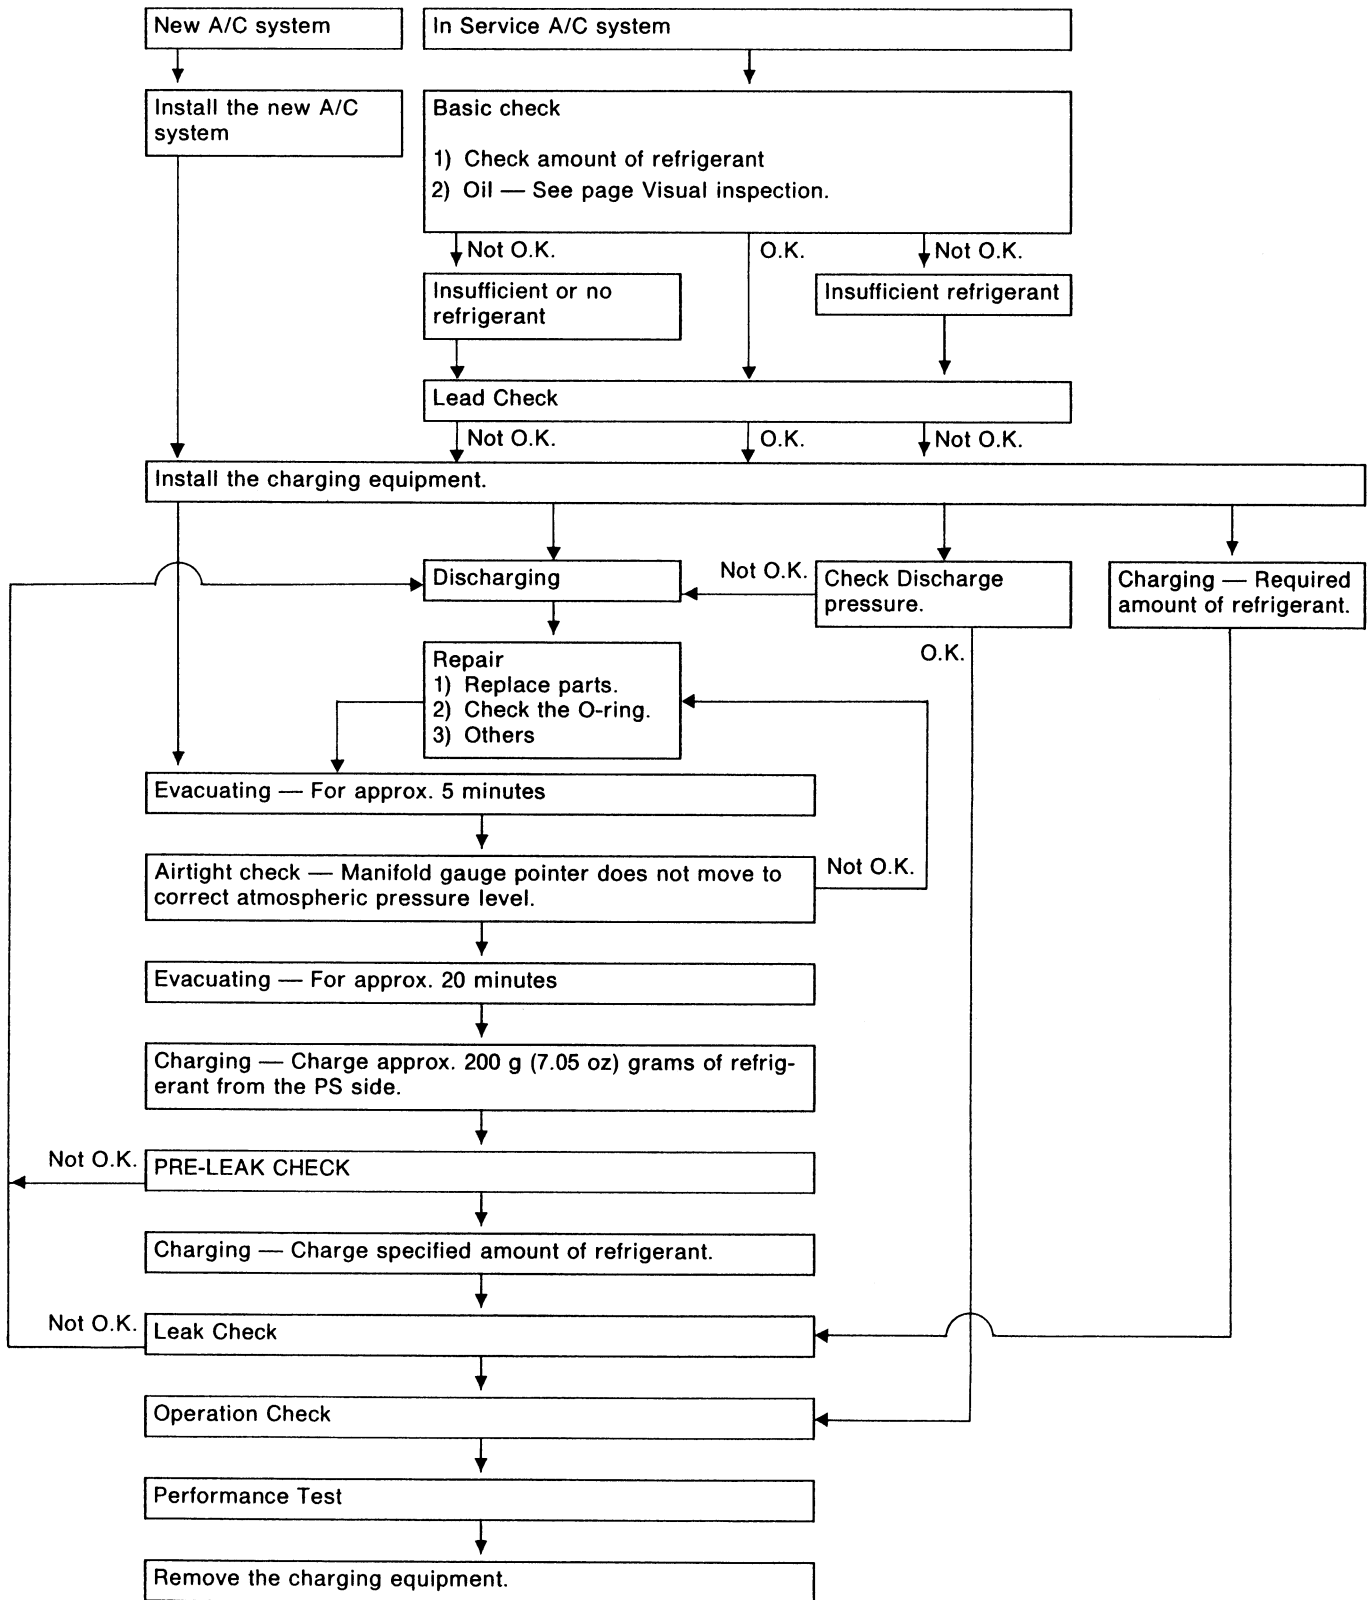 New A/C system
In Service A/C system
Install the new A/C
system
Basic check
1) Check amount of refrigerant
2) Oil — See page Visual inspection.
Not O.K.
O.K.
Not O.K.
Insufficient or no
refrigerant
Insufficient refrigerant
Lead Check
Not O.K.
O.K.
Not O.K.
Install the charging equipment.
Discharging
Not O.K.
Check Discharge
pressure.
Charging — Required
amount of refrigerant.
O.K.
Repair
1) Replace parts.
2) Check the O-ring.
3) Others
Evacuating — For approx. 5 minutes
Airtight check — Manifold gauge pointer does not move to
correct atmospheric pressure level.
Not O.K.
Evacuating — For approx. 20 minutes
Charging — Charge approx. 200 g (7.05 oz) grams of refrig-
erant from the PS side.
Not O.K.
PRE-LEAK CHECK
Charging — Charge specified amount of refrigerant.
Not O.K.
Leak Check
Operation Check
Performance Test
Remove the charging equipment.